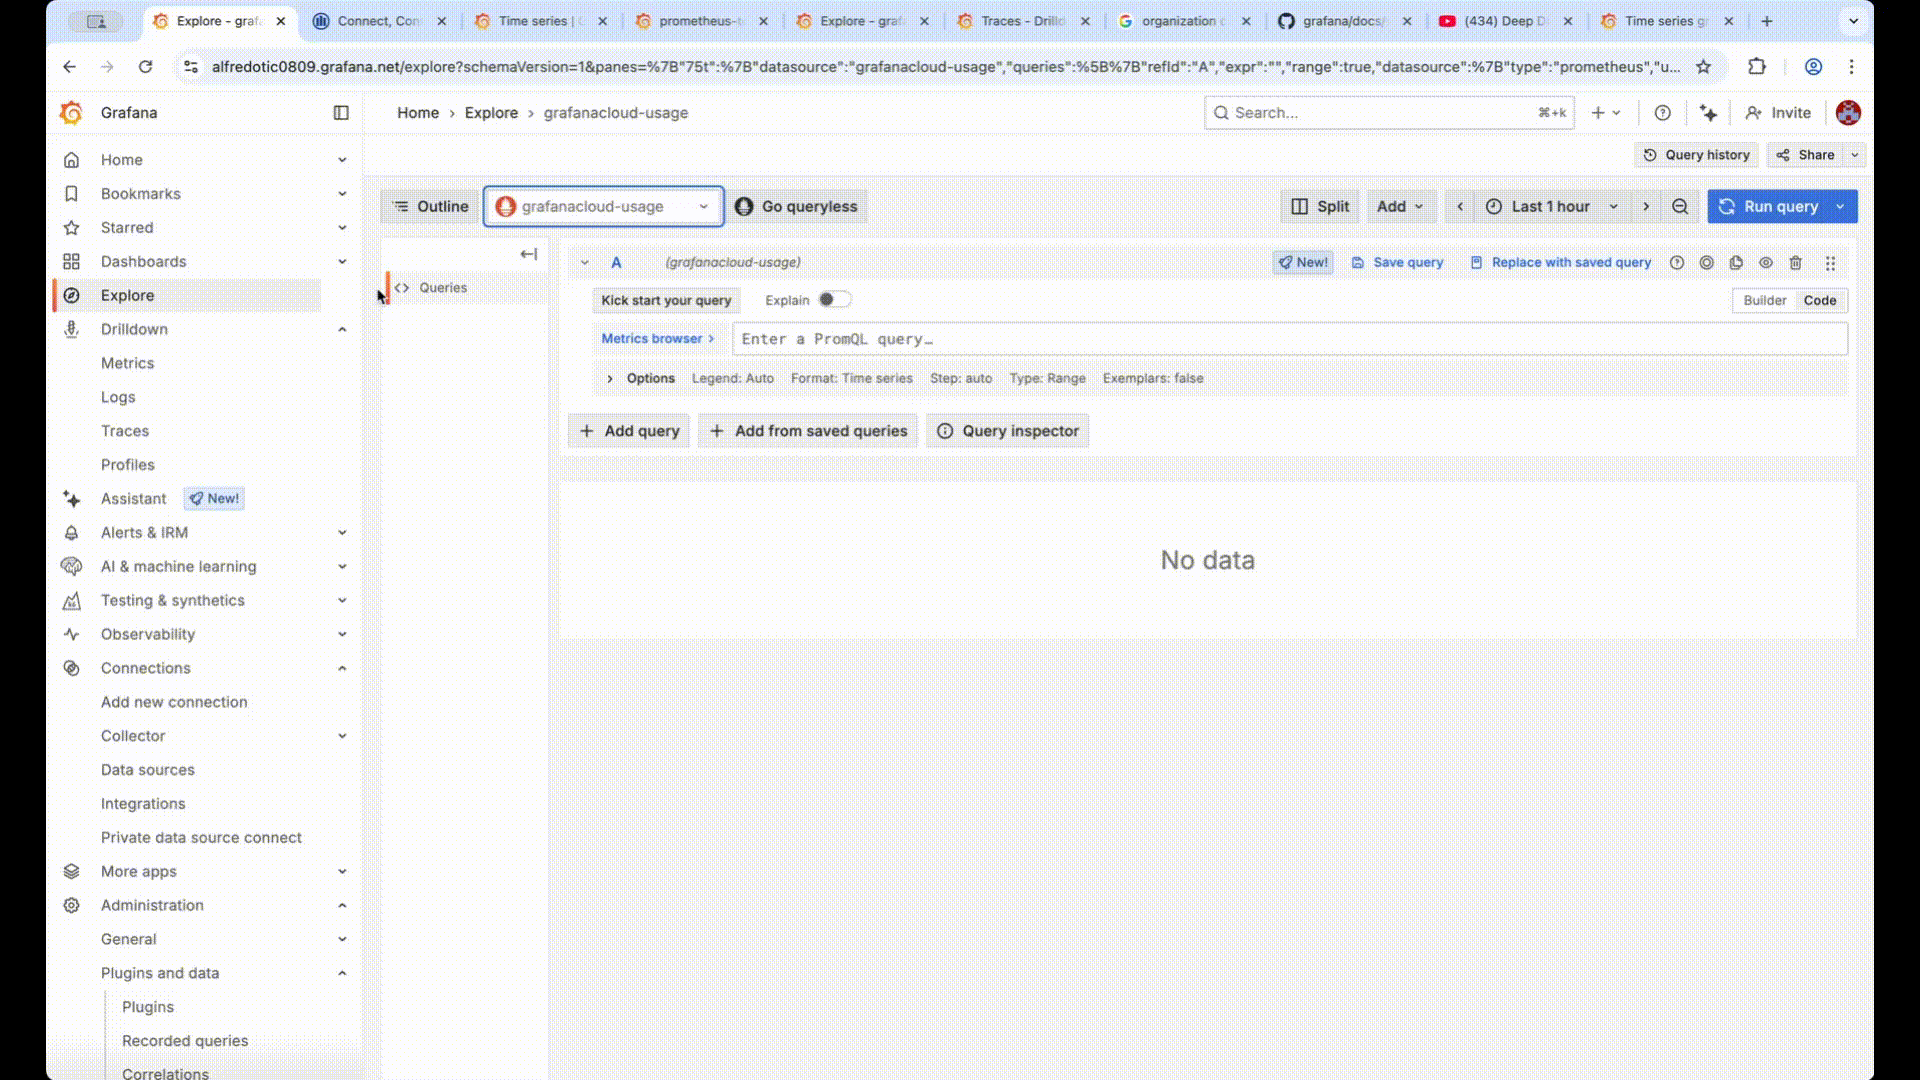 Explore - grafa
Connect, Con
Time series | G
prometheus-t
Explore - grafa
Traces - Drilld
organization
grafana/docs/
(434) Deep D
Time series g
alfredotic0809.grafana.net/explore?schemaVersion=1&panes=%7B"75t":%7B"datasource":"grafanacloud-usage","queries":%5B%7B"refId":"A","expr":"","range":true,"datasource":%7B"type":"prometheus","u...
Grafana
Home › Explore › grafanacloud-usage
Search...
⌘+k
Invite
Query history
Share
Home
Bookmarks
Starred
Dashboards
Explore
Drilldown
Metrics
Logs
Traces
Profiles
Assistant New!
Alerts & IRM
AI & machine learning
Testing & synthetics
Observability
Connections
Add new connection
Collector
Data sources
Integrations
Private data source connect
More apps
Administration
General
Plugins and data
Plugins
Recorded queries
Correlations
Outline
grafanacloud-usage
Go queryless
Split
Add
Last 1 hour
Run query
Queries
A (grafanacloud-usage)
New!
Save query
Replace with saved query
Kick start your query
Explain
Builder
Code
Metrics browser >
Enter a PromQL query…
Options Legend: Auto Format: Time series Step: auto Type: Range Exemplars: false
+ Add query
+ Add from saved queries
Query inspector
No data